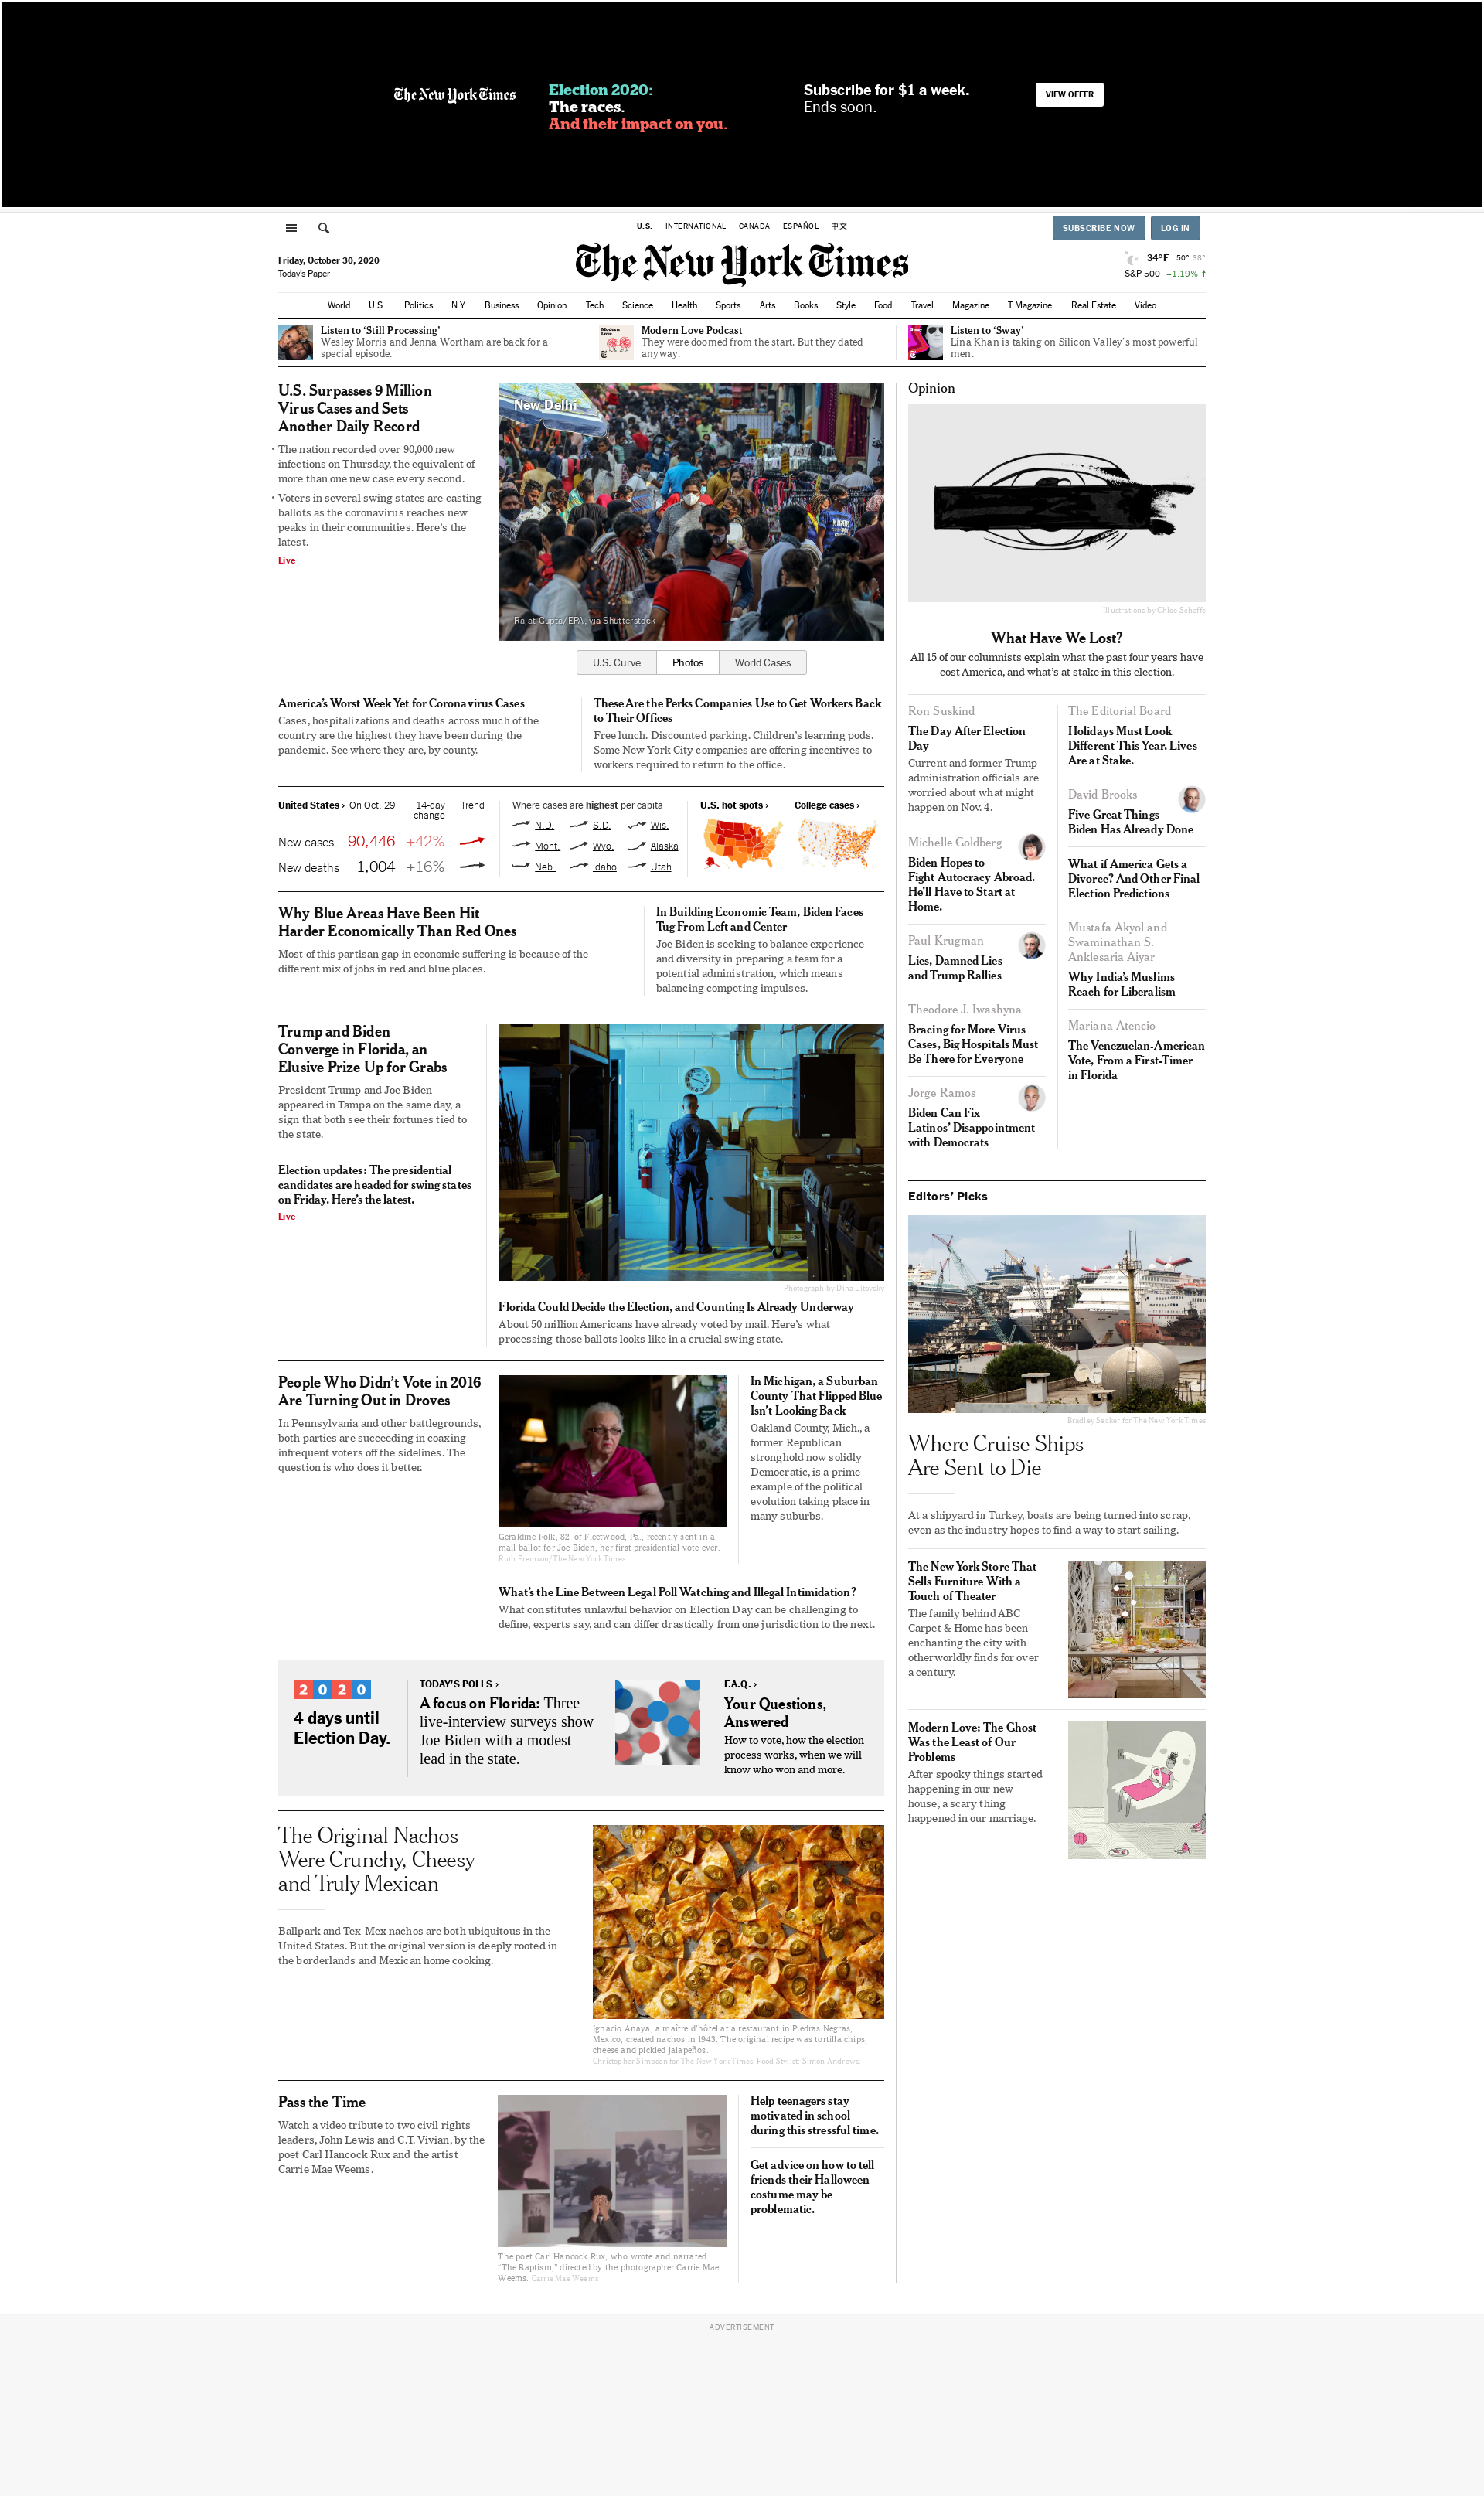 The New York Times
Election 2020:
The races.
And their impact on you.
Subscribe for $1 a week.
Ends soon.
VIEW OFFER
U.S. INTERNATIONAL CANADA ESPAÑOL 中文
SUBSCRIBE NOW LOG IN
Friday, October 30, 2020
Today's Paper
The New York Times
34°F 50° 38°
S&P 500 +1.19% ↑
World U.S. Politics N.Y. Business Opinion Tech Science Health Sports Arts Books Style Food Travel Magazine T Magazine Real Estate Video
Listen to ‘Still Processing’
Wesley Morris and Jenna Wortham are back for a
special episode.
Modern Love Podcast
They were doomed from the start. But they dated
anyway.
Listen to ‘Sway’
Lina Khan is taking on Silicon Valley’s most powerful
men.
U.S. Surpasses 9 Million
Virus Cases and Sets
Another Daily Record
• The nation recorded over 90,000 new
infections on Thursday, the equivalent of
more than one new case every second.
• Voters in several swing states are casting
ballots as the coronavirus reaches new
peaks in their communities. Here’s the
latest.
Live
New Delhi
Rajat Gupta/EPA, via Shutterstock
U.S. Curve Photos World Cases
America’s Worst Week Yet for Coronavirus Cases
Cases, hospitalizations and deaths across much of the
country are the highest they have been during the
pandemic. See where they are, by county.
These Are the Perks Companies Use to Get Workers Back
to Their Offices
Free lunch. Discounted parking. Children’s learning pods.
Some New York City companies are offering incentives to
workers required to return to the office.
United States › On Oct. 29 14-day
change Trend
New cases 90,446 +42%
New deaths 1,004 +16%
Where cases are highest per capita
N.D. S.D. Wis.
Mont. Wyo. Alaska
Neb. Idaho Utah
U.S. hot spots › College cases ›
Why Blue Areas Have Been Hit
Harder Economically Than Red Ones
Most of this partisan gap in economic suffering is because of the
different mix of jobs in red and blue places.
In Building Economic Team, Biden Faces
Tug From Left and Center
Joe Biden is seeking to balance experience
and diversity in preparing a team for a
potential administration, which means
balancing competing impulses.
Trump and Biden
Converge in Florida, an
Elusive Prize Up for Grabs
President Trump and Joe Biden
appeared in Tampa on the same day, a
sign that both see their fortunes tied to
the state.
Election updates: The presidential
candidates are headed for swing states
on Friday. Here’s the latest.
Live
Photograph by Dina Litovsky
Florida Could Decide the Election, and Counting Is Already Underway
About 50 million Americans have already voted by mail. Here’s what
processing those ballots looks like in a crucial swing state.
People Who Didn’t Vote in 2016
Are Turning Out in Droves
In Pennsylvania and other battlegrounds,
both parties are succeeding in coaxing
infrequent voters off the sidelines. The
question is who does it better.
Geraldine Folk, 82, of Fleetwood, Pa., recently sent in a
mail ballot for Joe Biden, her first presidential vote ever.
Ruth Fremson/The New York Times
In Michigan, a Suburban
County That Flipped Blue
Isn’t Looking Back
Oakland County, Mich., a
former Republican
stronghold now solidly
Democratic, is a prime
example of the political
evolution taking place in
many suburbs.
What’s the Line Between Legal Poll Watching and Illegal Intimidation?
What constitutes unlawful behavior on Election Day can be challenging to
define, experts say, and can differ drastically from one jurisdiction to the next.
2020
4 days until
Election Day.
TODAY’S POLLS ›
A focus on Florida: Three
live-interview surveys show
Joe Biden with a modest
lead in the state.
F.A.Q. ›
Your Questions,
Answered
How to vote, how the election
process works, when we will
know who won and more.
The Original Nachos
Were Crunchy, Cheesy
and Truly Mexican
Ballpark and Tex-Mex nachos are both ubiquitous in the
United States. But the original version is deeply rooted in
the borderlands and Mexican home cooking.
Ignacio Anaya, a maître d’hôtel at a restaurant in Piedras Negras,
Mexico, created nachos in 1943. The original recipe was tortilla chips,
cheese and pickled jalapeños.
Christopher Simpson for The New York Times. Food Stylist: Simon Andrews.
Pass the Time
Watch a video tribute to two civil rights
leaders, John Lewis and C.T. Vivian, by the
poet Carl Hancock Rux and the artist
Carrie Mae Weems.
The poet Carl Hancock Rux, who wrote and narrated
“The Baptism,” directed by the photographer Carrie Mae
Weems. Carrie Mae Weems
Help teenagers stay
motivated in school
during this stressful time.
Get advice on how to tell
friends their Halloween
costume may be
problematic.
Opinion
Illustrations by Chloe Scheffe
What Have We Lost?
All 15 of our columnists explain what the past four years have
cost America, and what’s at stake in this election.
Ron Suskind
The Day After Election
Day
Current and former Trump
administration officials are
worried about what might
happen on Nov. 4.
Michelle Goldberg
Biden Hopes to
Fight Autocracy Abroad.
He’ll Have to Start at
Home.
Paul Krugman
Lies, Damned Lies
and Trump Rallies
Theodore J. Iwashyna
Bracing for More Virus
Cases, Big Hospitals Must
Be There for Everyone
Jorge Ramos
Biden Can Fix
Latinos’ Disappointment
with Democrats
The Editorial Board
Holidays Must Look
Different This Year. Lives
Are at Stake.
David Brooks
Five Great Things
Biden Has Already Done
What if America Gets a
Divorce? And Other Final
Election Predictions
Mustafa Akyol and
Swaminathan S.
Anklesaria Aiyar
Why India’s Muslims
Reach for Liberalism
Mariana Atencio
The Venezuelan-American
Vote, From a First-Timer
in Florida
Editors’ Picks
Bradley Secker for The New York Times
Where Cruise Ships
Are Sent to Die
At a shipyard in Turkey, boats are being turned into scrap,
even as the industry hopes to find a way to start sailing.
The New York Store That
Sells Furniture With a
Touch of Theater
The family behind ABC
Carpet & Home has been
enchanting the city with
otherworldly finds for over
a century.
Modern Love: The Ghost
Was the Least of Our
Problems
After spooky things started
happening in our new
house, a scary thing
happened in our marriage.
ADVERTISEMENT